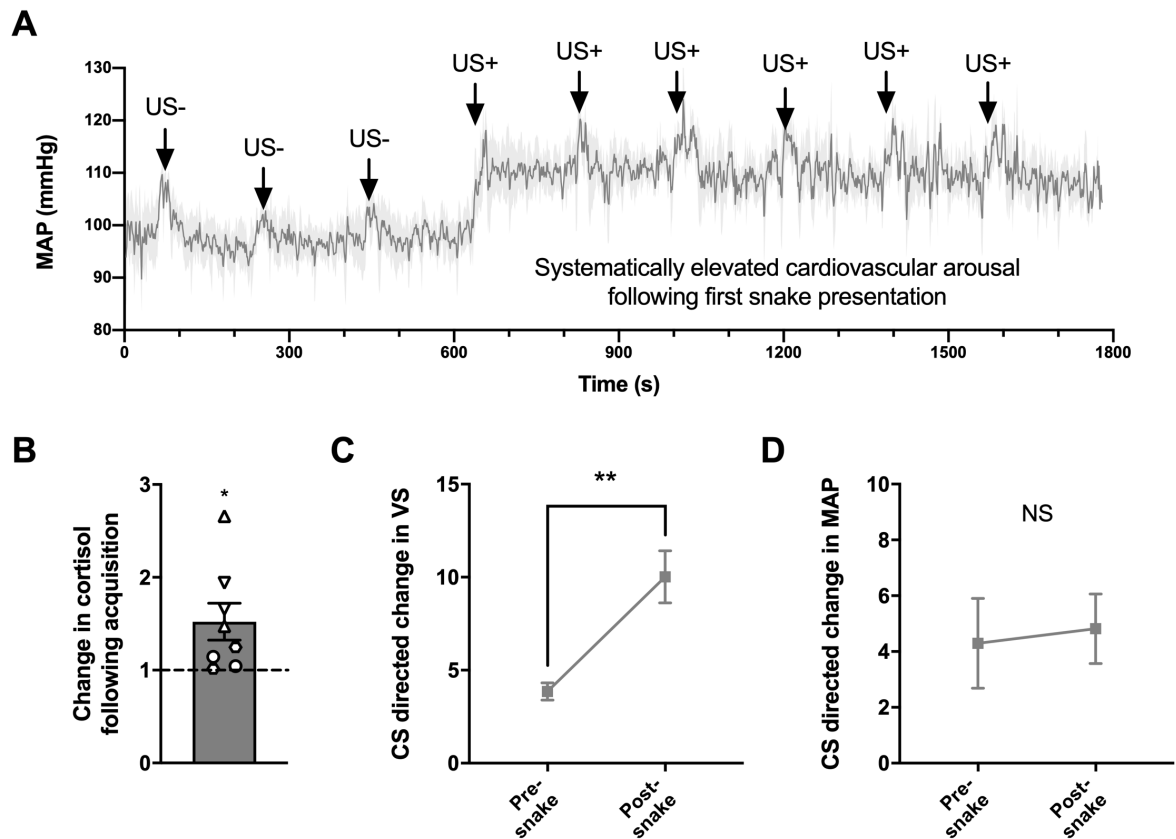 A
US- US- US- US+ US+ US+ US+ US+ US+
130
120
110
100
90
80
MAP (mmHg)
Systematically elevated cardiovascular arousal
following first snake presentation
0 300 600 900 1200 1500 1800
Time (s)
B
Change in cortisol
following acquisition
3
2
1
0
*
C
CS directed change in VS
15
10
5
0
**
Pre-
snake
Post-
snake
D
CS directed change in MAP
10
8
6
4
2
0
NS
Pre-
snake
Post-
snake